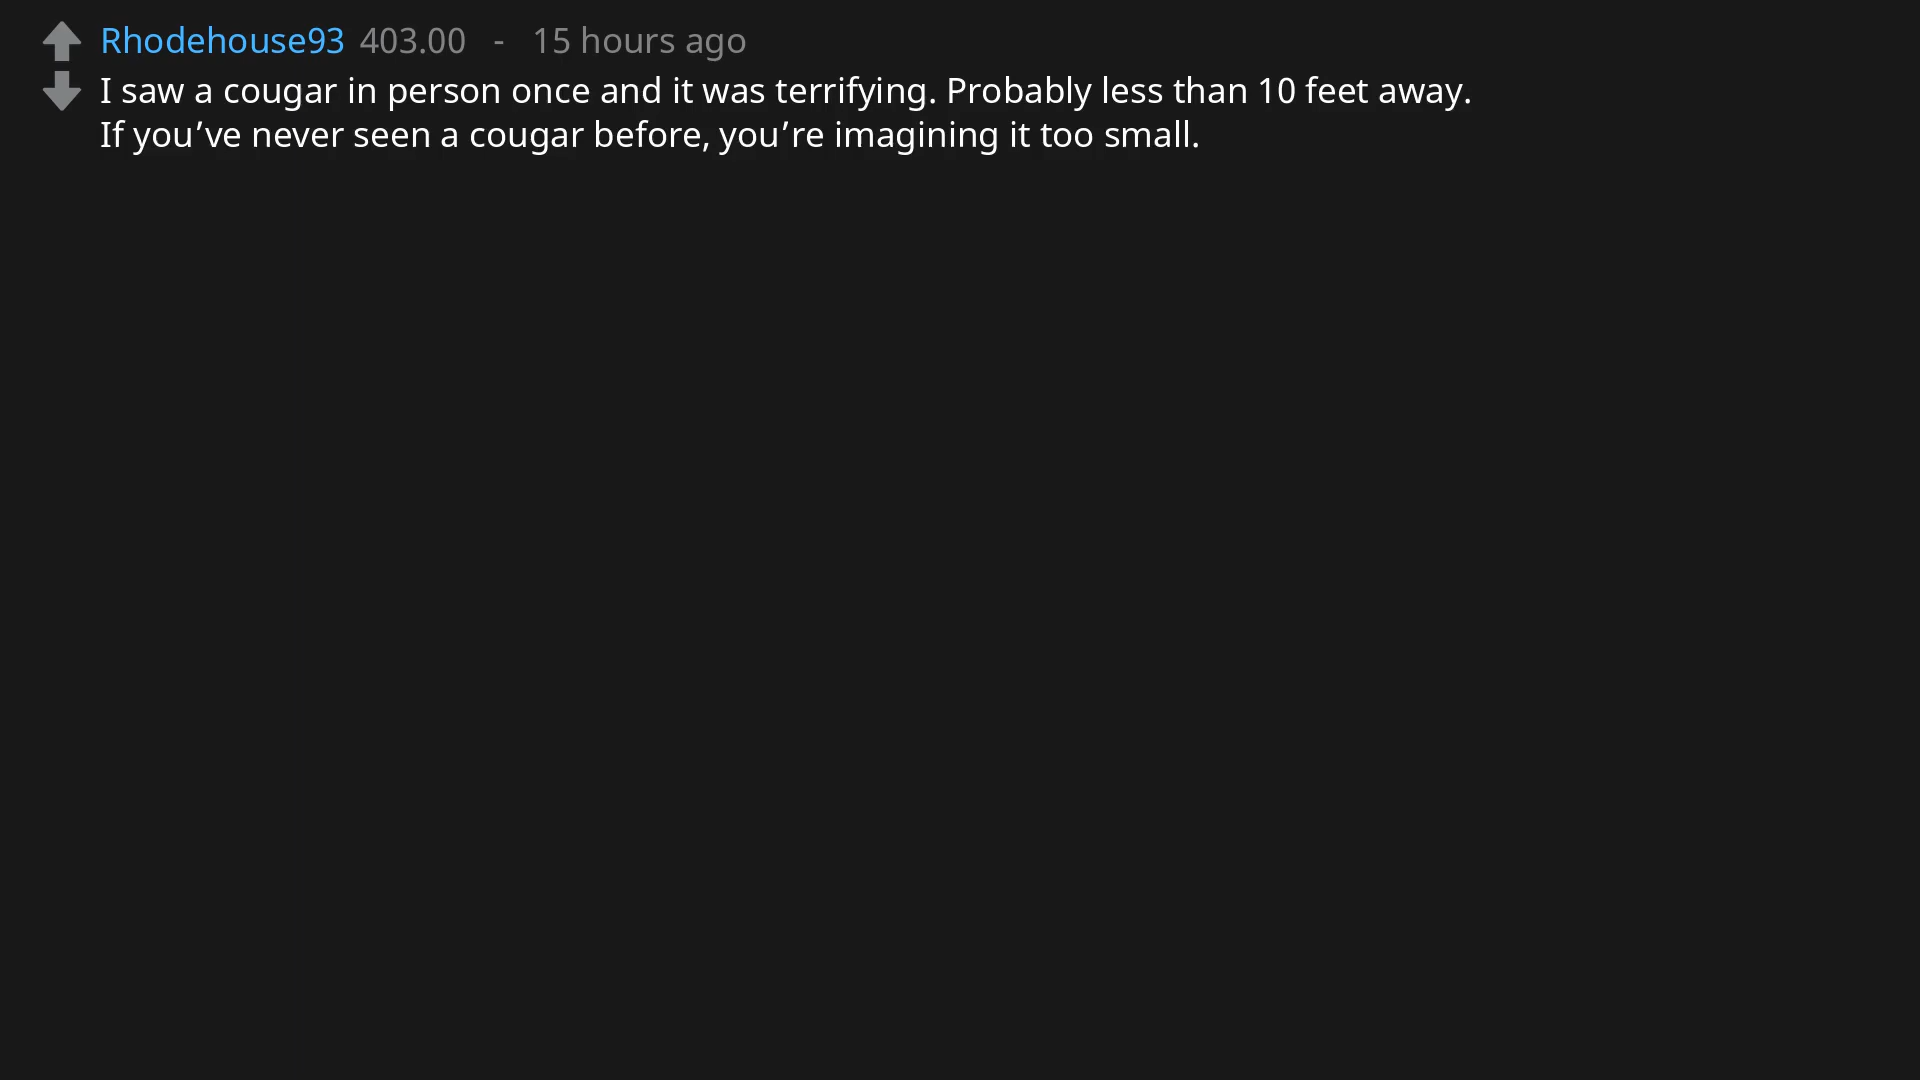 Rhodehouse93 403.00 - 15 hours ago
I saw a cougar in person once and it was terrifying. Probably less than 10 feet away.
If you’ve never seen a cougar before, you’re imagining it too small.